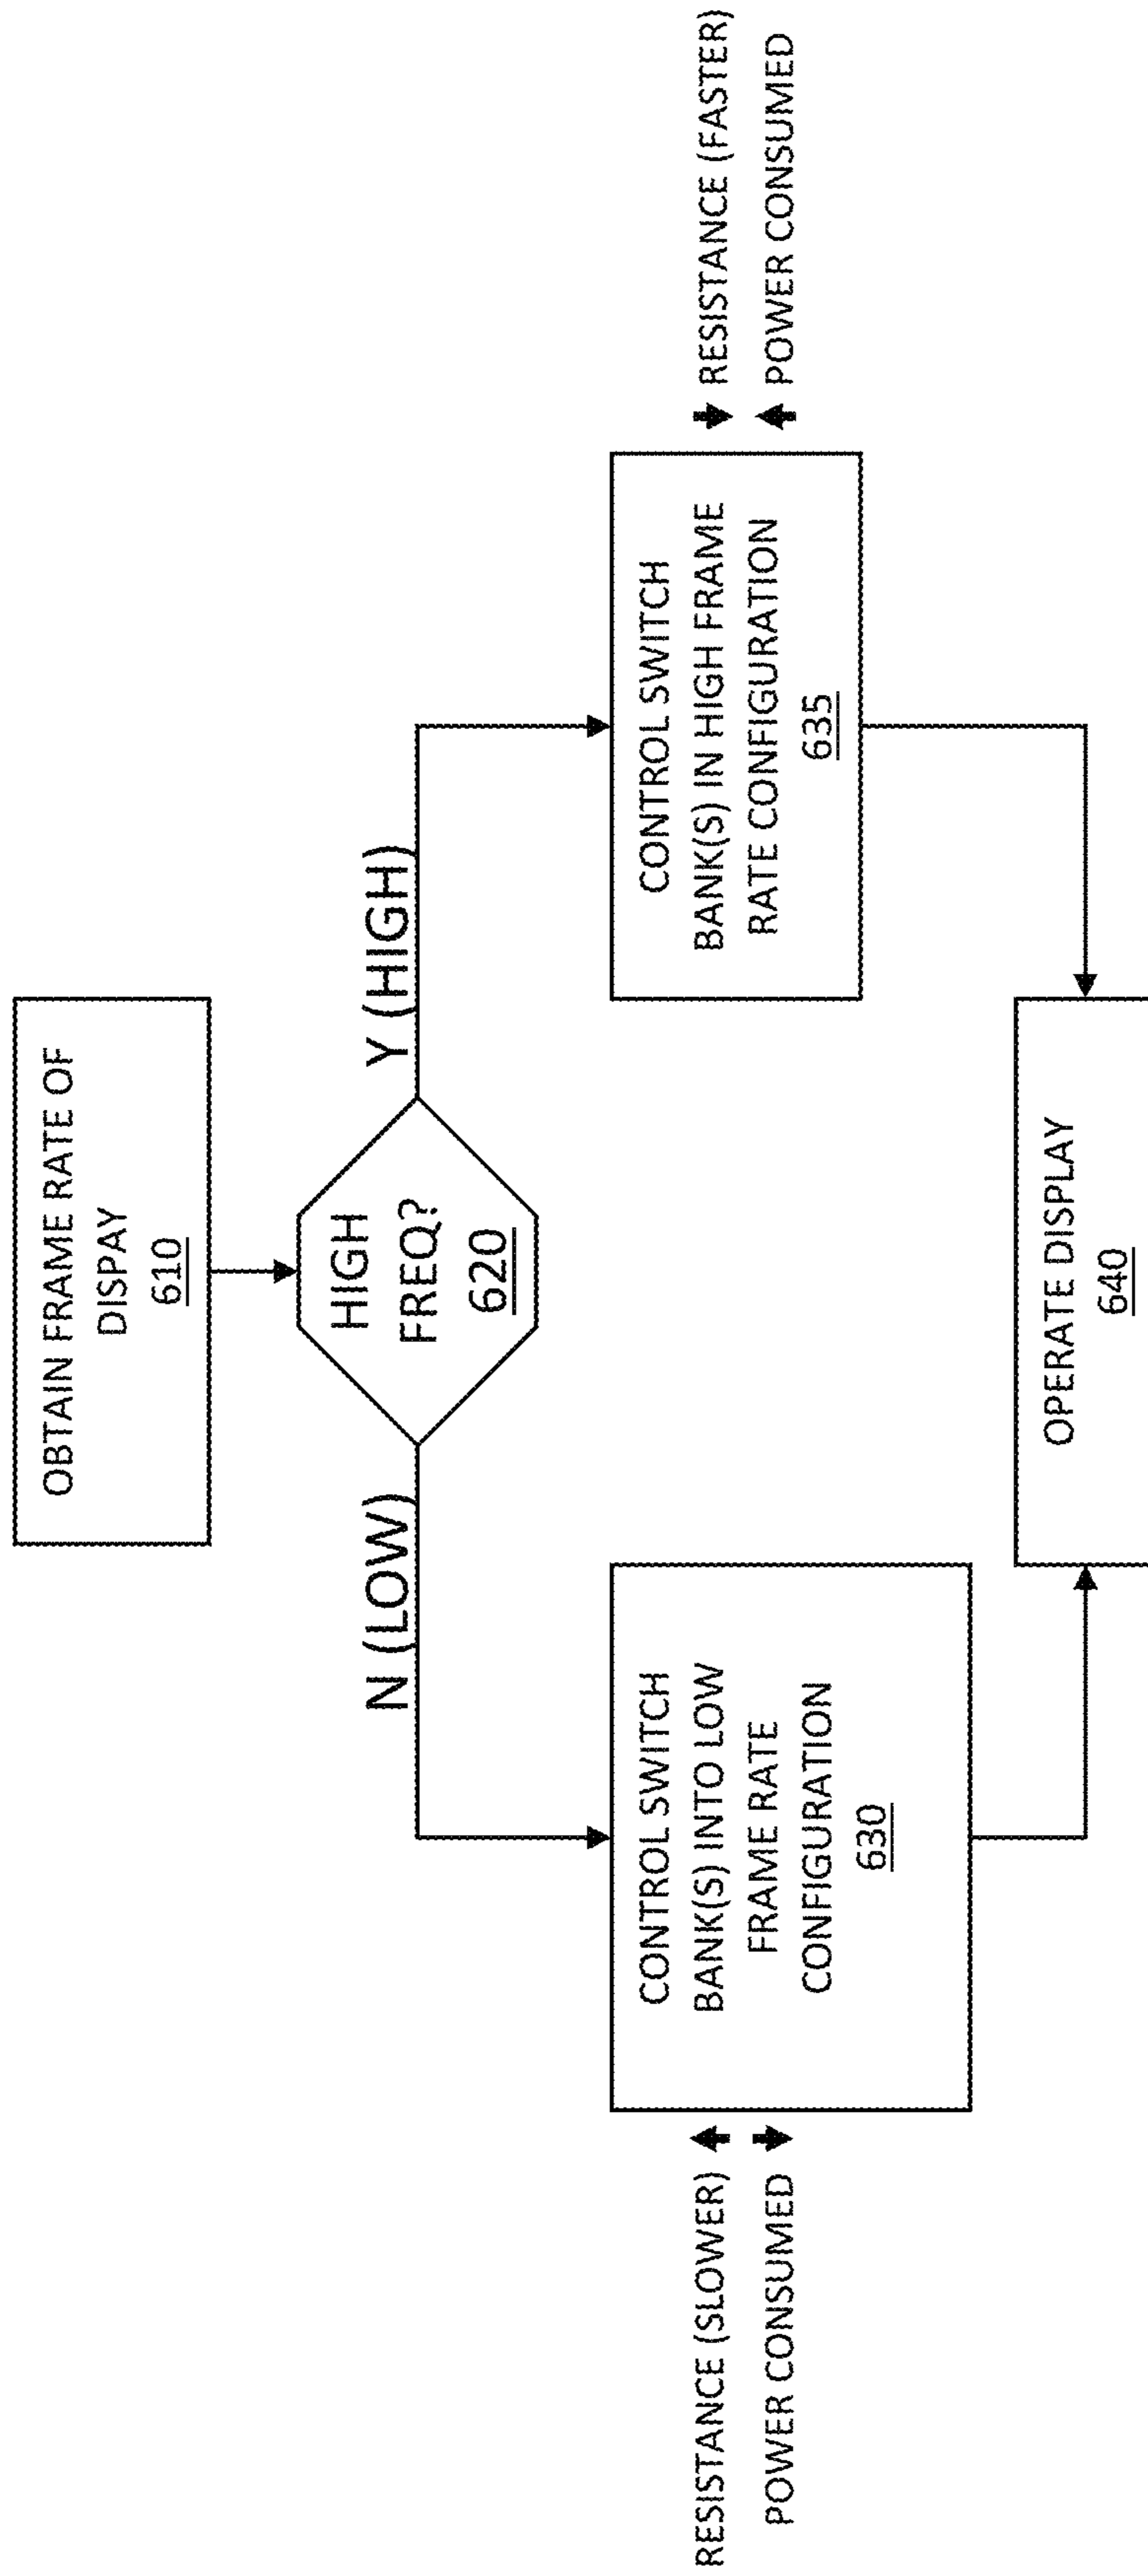 OBTAIN FRAME RATE OF
DISPAY
610
HIGH
FREQ?
620
N (LOW)
Y (HIGH)
RESISTANCE (SLOWER)
POWER CONSUMED
CONTROL SWITCH
BANK(S) INTO LOW
FRAME RATE
CONFIGURATION
630
CONTROL SWITCH
BANK(S) IN HIGH FRAME
RATE CONFIGURATION
635
RESISTANCE (FASTER)
POWER CONSUMED
OPERATE DISPLAY
640